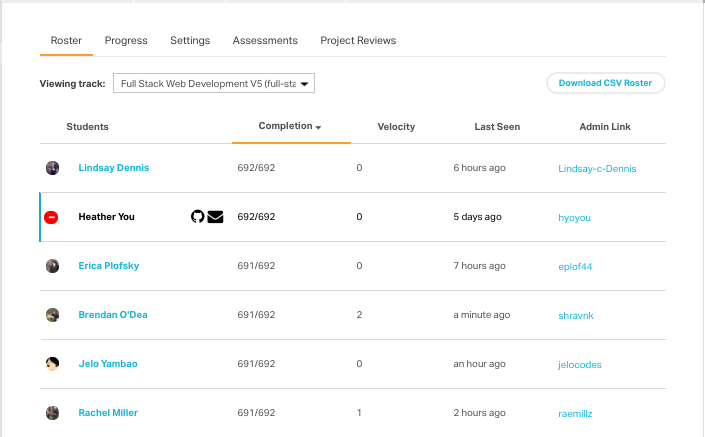 Roster Progress Settings Assessments Project Reviews
Viewing track: Full Stack Web Development V5 (full-sta Download CSV Roster
Students Completion Velocity Last Seen Admin Link
Lindsay Dennis 692/692 0 6 hours ago Lindsay-c-Dennis
Heather You 692/692 0 5 days ago hyoyou
Erica Plofsky 691/692 0 7 hours ago eplof44
Brendan O'Dea 691/692 2 a minute ago shravnk
Jelo Yambao 691/692 0 an hour ago jelocodes
Rachel Miller 691/692 1 2 hours ago raemillz